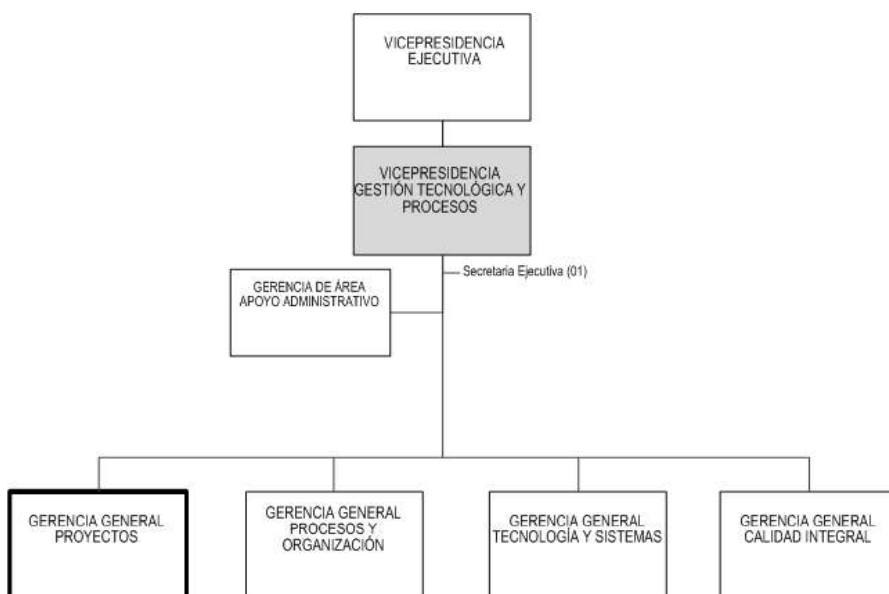 VICEPRESIDENCIA
EJECUTIVA
VICEPRESIDENCIA
GESTIÓN TECNOLÓGICA Y
PROCESOS
Secretaria Ejecutiva (01)
GERENCIA DE ÁREA
APOYO ADMINISTRATIVO
GERENCIA GENERAL
PROYECTOS
GERENCIA GENERAL
PROCESOS Y
ORGANIZACIÓN
GERENCIA GENERAL
TECNOLOGÍA Y SISTEMAS
GERENCIA GENERAL
CALIDAD INTEGRAL